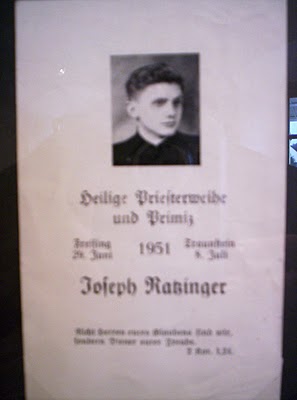 Heilige Priesterweihe
und Primiz
Freising 1951 Traunstein
29. Juni 8. Juli
Joseph Ratzinger
Nicht Herren eures Glaubens sind wir,
sondern Diener eurer Freude.
2 Kor. 1,24.